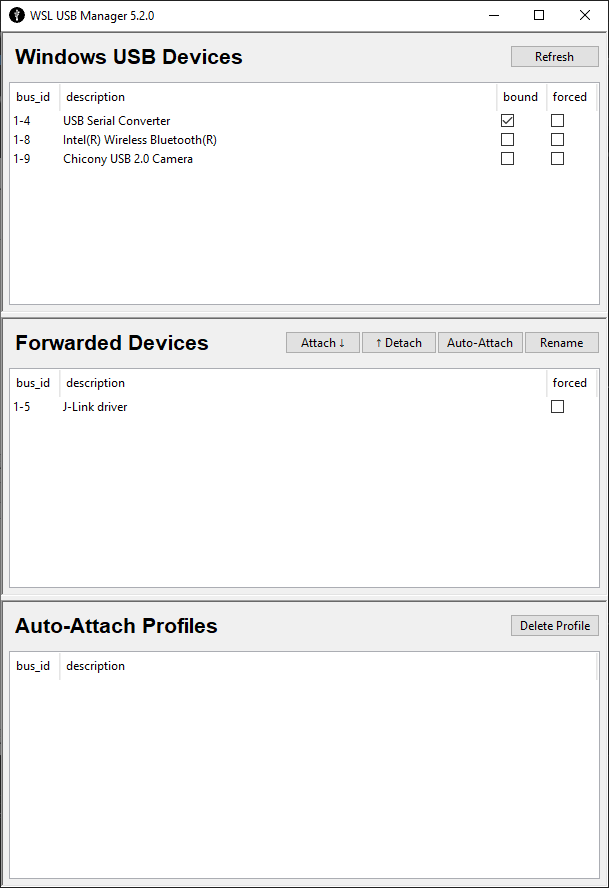 WSL USB Manager 5.2.0
Windows USB Devices Refresh
bus_id description bound forced
1-4 USB Serial Converter
1-8 Intel(R) Wireless Bluetooth(R)
1-9 Chicony USB 2.0 Camera
Forwarded Devices Attach ↓ ↑ Detach Auto-Attach Rename
bus_id description forced
1-5 J-Link driver
Auto-Attach Profiles Delete Profile
bus_id description